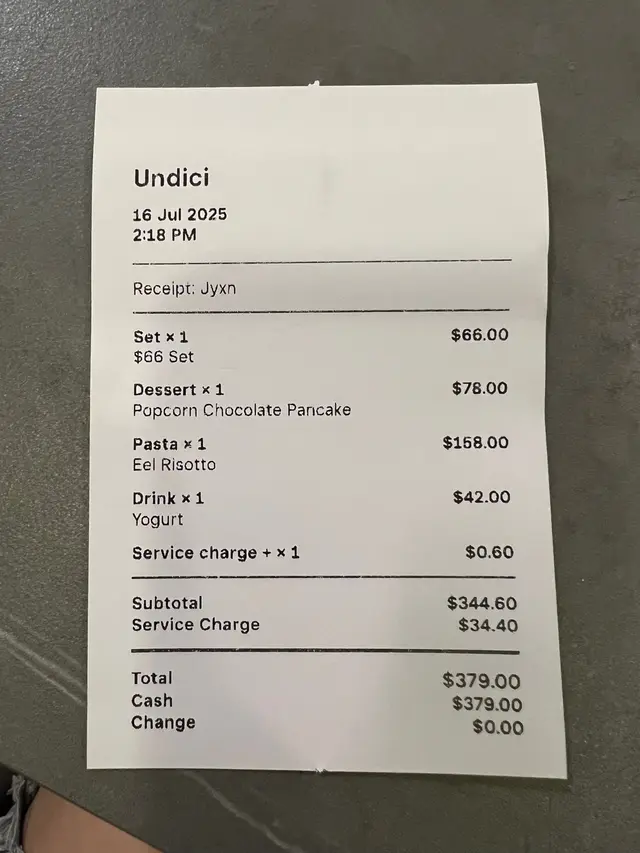 Undici
16 Jul 2025
2:18 PM
Receipt: Jyxn
Set × 1 $66.00
$66 Set
Dessert × 1 $78.00
Popcorn Chocolate Pancake
Pasta × 1 $158.00
Eel Risotto
Drink × 1 $42.00
Yogurt
Service charge + × 1 $0.60
Subtotal $344.60
Service Charge $34.40
Total $379.00
Cash $379.00
Change $0.00